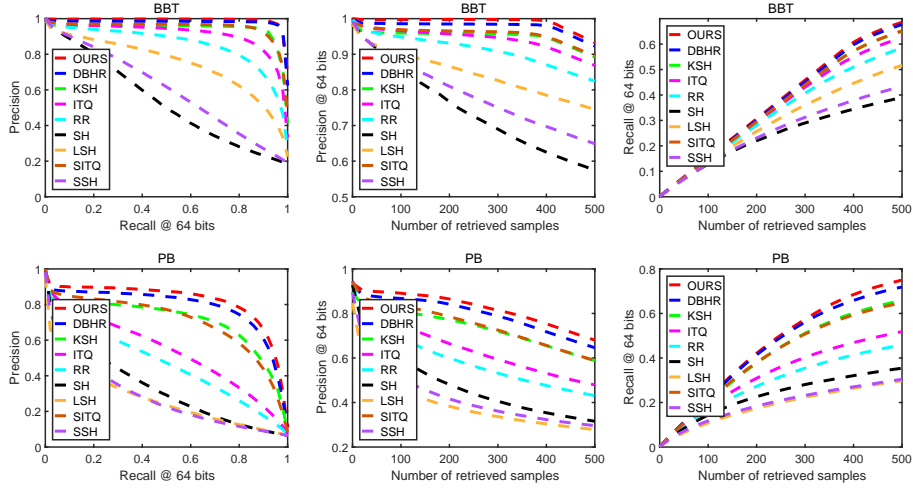 BBT
Precision
1
0.8
0.6
0.4
0.2
0
0
0.2
0.4
0.6
0.8
1
Recall @ 64 bits
OURS
DBHR
KSH
ITQ
RR
SH
LSH
SITQ
SSH
BBT
Precision @ 64 bits
1
0.9
0.8
0.7
0.6
0.5
0
100
200
300
400
500
Number of retrieved samples
OURS
DBHR
KSH
ITQ
RR
SH
LSH
SITQ
SSH
BBT
Recall @ 64 bits
0.6
0.5
0.4
0.3
0.2
0.1
0
0
100
200
300
400
500
Number of retrieved samples
OURS
DBHR
KSH
ITQ
RR
SH
LSH
SITQ
SSH
PB
Precision
1
0.8
0.6
0.4
0.2
0
0
0.2
0.4
0.6
0.8
1
Recall @ 64 bits
OURS
DBHR
KSH
ITQ
RR
SH
LSH
SITQ
SSH
PB
Precision @ 64 bits
1
0.8
0.6
0.4
0.2
0
100
200
300
400
500
Number of retrieved samples
OURS
DBHR
KSH
ITQ
RR
SH
LSH
SITQ
SSH
PB
Recall @ 64 bits
0.8
0.6
0.4
0.2
0
0
100
200
300
400
500
Number of retrieved samples
OURS
DBHR
KSH
ITQ
RR
SH
LSH
SITQ
SSH